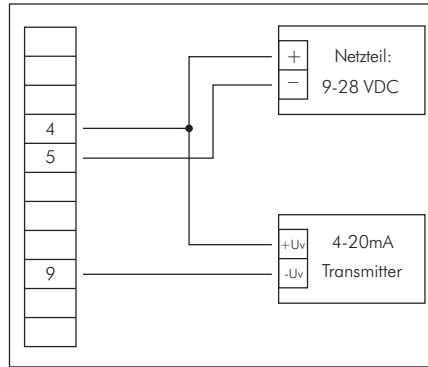 4
5
9
+
−
Netzteil:
9-28 VDC
+Uv
-Uv
4-20mA
Transmitter